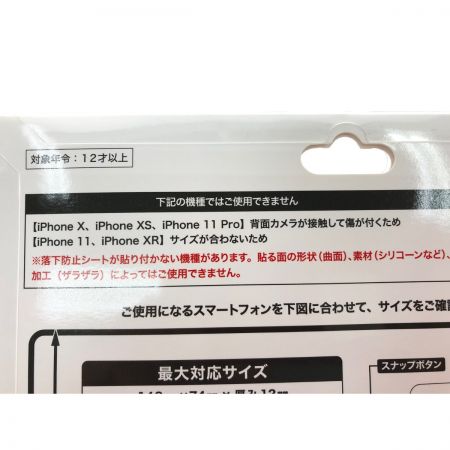 対象年令：12才以上
下記の機種ではご使用できません
【iPhone X、iPhone XS、iPhone 11 Pro】背面カメラが接触して傷が付くため
【iPhone 11、iPhone XR】サイズが合わないため
※落下防止シートが貼り付かない機種があります。貼る面の形状（曲面）、素材（シリコーンなど）、
加工（ザラザラ）によってはご使用できません。
ご使用になるスマートフォンを下図に合わせて、サイズをご確認
最大対応サイズ
スナップボタン